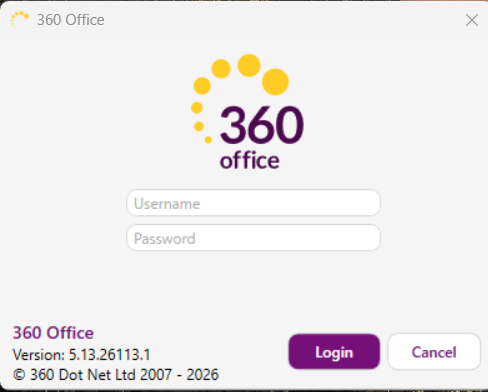 360 Office
360
office
Username
Password
360 Office
Version: 5.13.26113.1
© 360 Dot Net Ltd 2007 - 2026
Login
Cancel